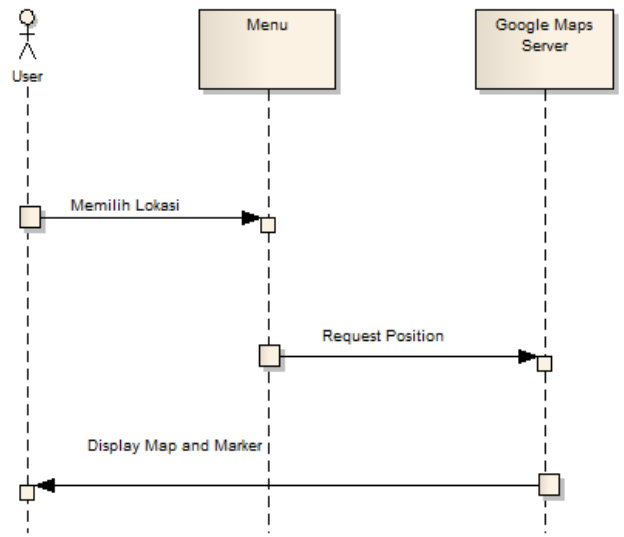 User
Menu
Google Maps
Server
Memilih Lokasi
Request Position
Display Map and Marker